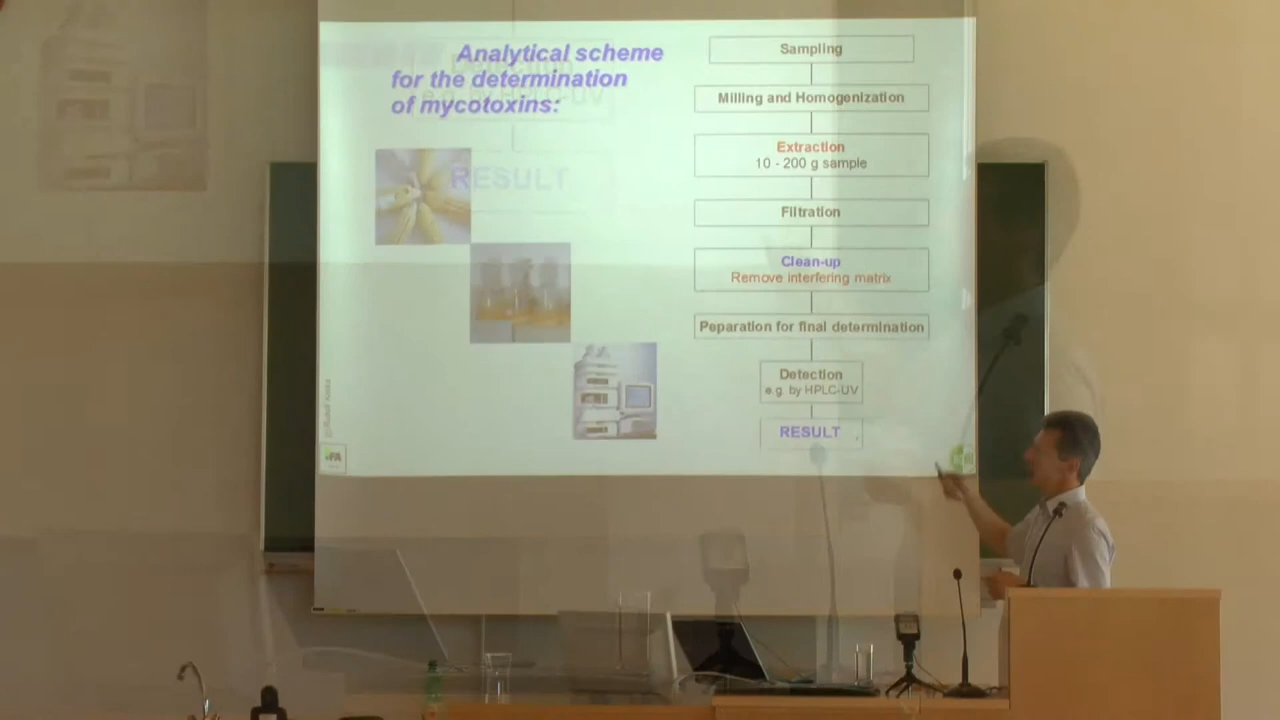 Analytical scheme
for the determination
of mycotoxins:
Sampling
Milling and Homogenization
Extraction
10 - 200 g sample
Filtration
Clean-up
Remove interfering matrix
Peparation for final determination
Detection
e.g. by HPLC-UV
RESULT
RESULT